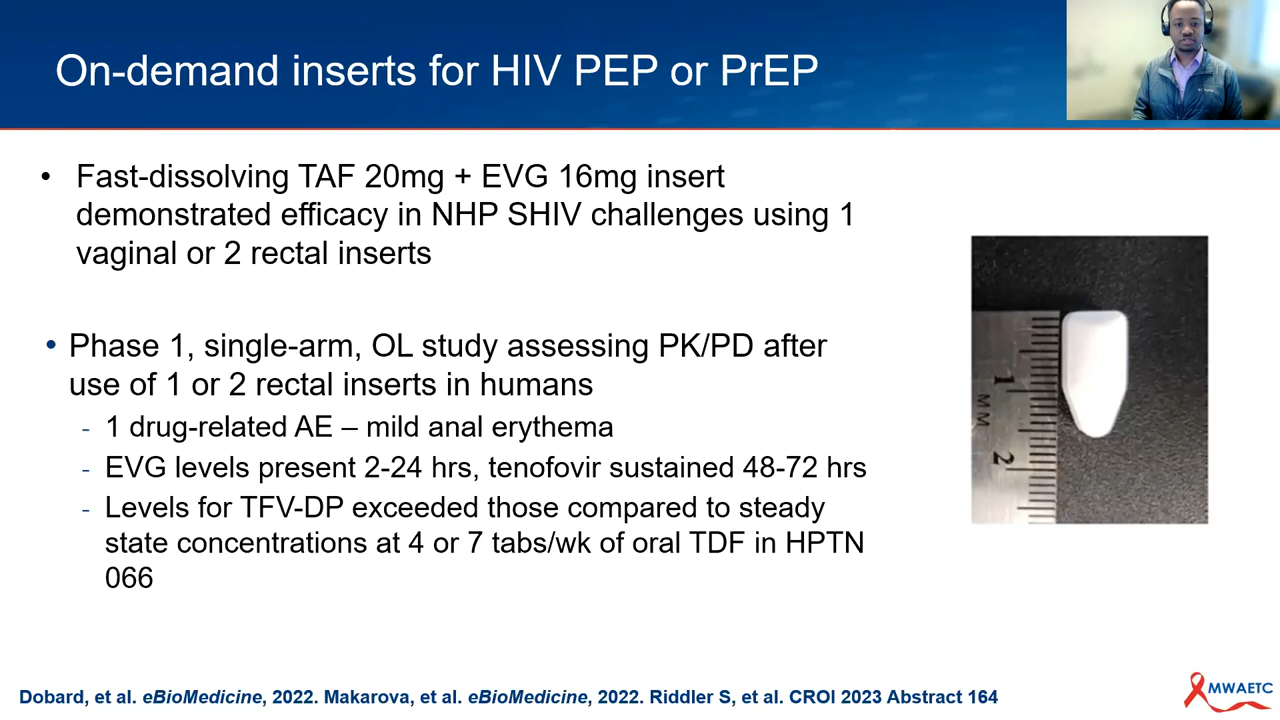 On-demand inserts for HIV PEP or PrEP
• Fast-dissolving TAF 20mg + EVG 16mg insert
demonstrated efficacy in NHP SHIV challenges using 1
vaginal or 2 rectal inserts
• Phase 1, single-arm, OL study assessing PK/PD after
use of 1 or 2 rectal inserts in humans
- 1 drug-related AE – mild anal erythema
- EVG levels present 2-24 hrs, tenofovir sustained 48-72 hrs
- Levels for TFV-DP exceeded those compared to steady
state concentrations at 4 or 7 tabs/wk of oral TDF in HPTN
066
1
MM
2
Dobard, et al. eBioMedicine, 2022. Makarova, et al. eBioMedicine, 2022. Riddler S, et al. CROI 2023 Abstract 164
MWAETC